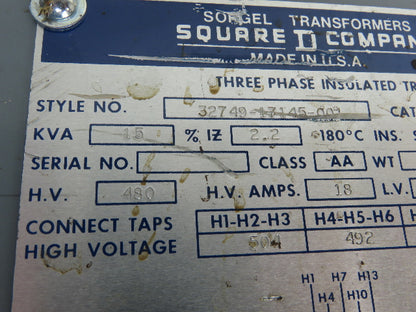 SORGEL TRANSFORMERS
SQUARE D COMPAN
MADE IN U.S.A.
THREE PHASE INSULATED TR
STYLE NO. 32749-17145-001 CAT
KVA 15 % IZ 2.2 180°C INS. S
SERIAL NO. CLASS AA WT
H.V. 480 H.V. AMPS. 18 L.V.
CONNECT TAPS H1-H2-H3 H4-H5-H6
HIGH VOLTAGE 504 492
H1 H7 H13
H4 H10